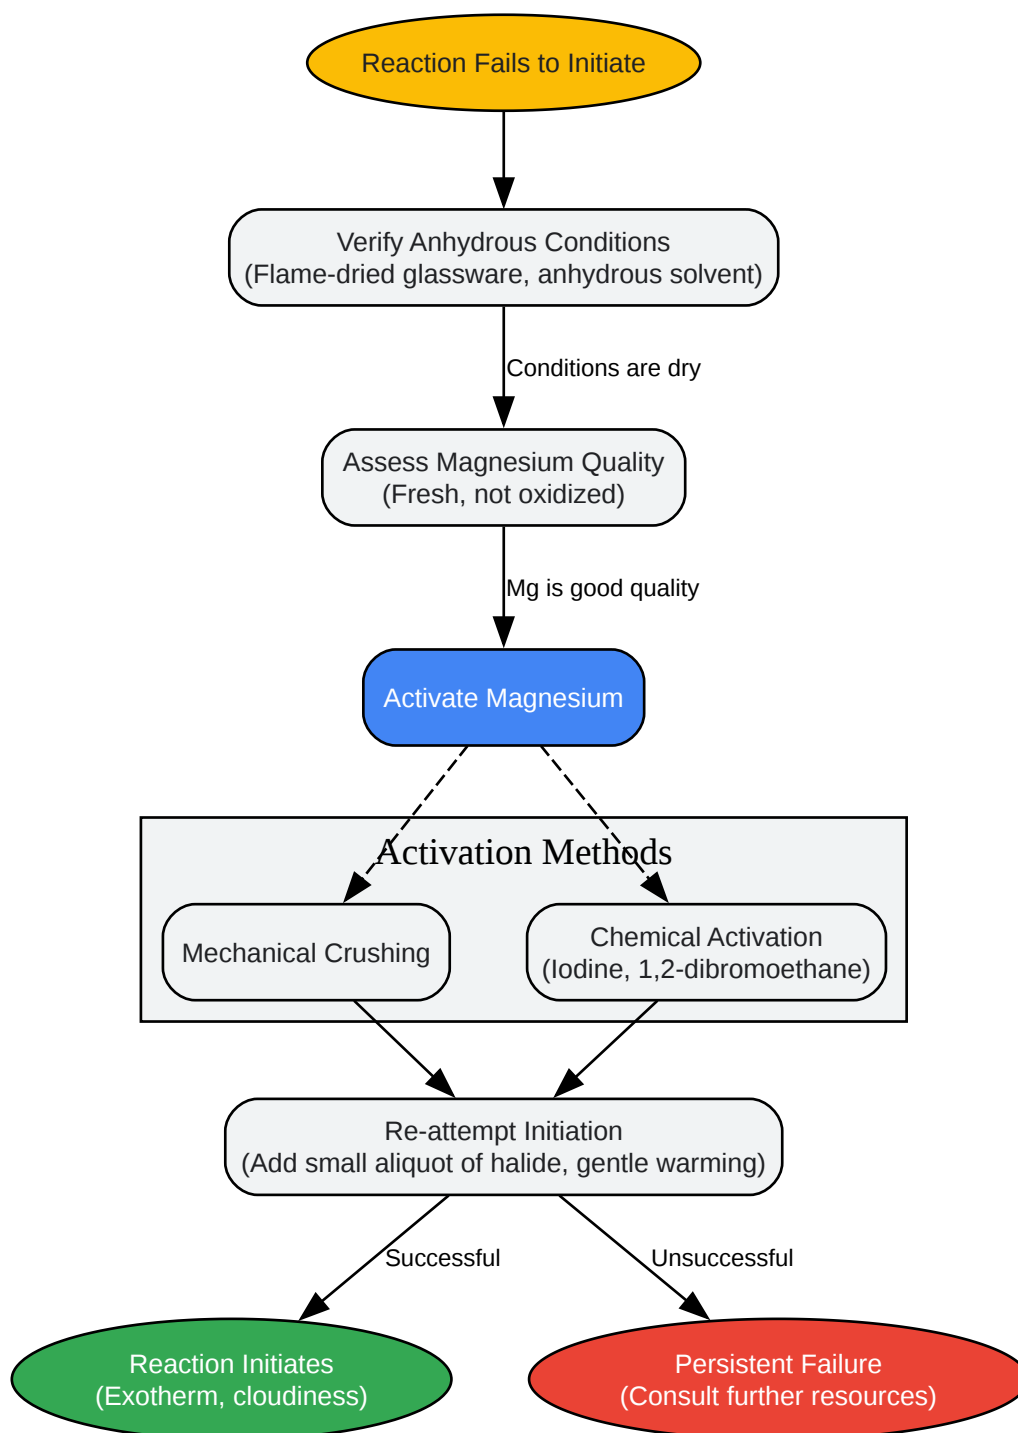 Reaction Fails to Initiate
Verify Anhydrous Conditions
(Flame-dried glassware, anhydrous solvent)
Conditions are dry
Assess Magnesium Quality
(Fresh, not oxidized)
Mg is good quality
Activate Magnesium
Activation Methods
Mechanical Crushing
Chemical Activation
(Iodine, 1,2-dibromoethane)
Re-attempt Initiation
(Add small aliquot of halide, gentle warming)
Successful
Unsuccessful
Reaction Initiates
(Exotherm, cloudiness)
Persistent Failure
(Consult further resources)